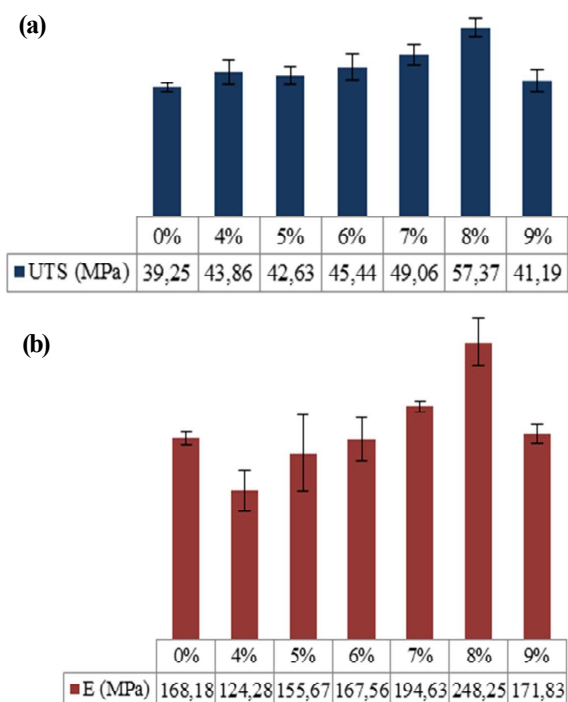 (a)
0% 4% 5% 6% 7% 8% 9%
UTS (MPa) 39,25 43,86 42,63 45,44 49,06 57,37 41,19
(b)
0% 4% 5% 6% 7% 8% 9%
E (MPa) 168,18 124,28 155,67 167,56 194,63 248,25 171,83